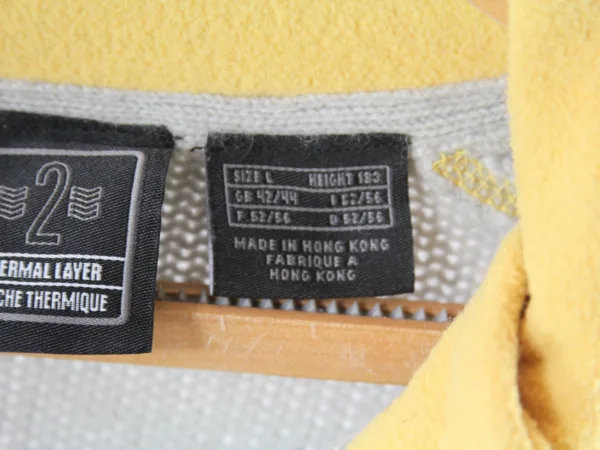 2
ERMAL LAYER
CHE THERMIQUE
SIZE L HEIGHT 183
GB 42/44 I 52/56
F. 52/56 D. 52/56
MADE IN HONG KONG
FABRIQUE A
HONG KONG